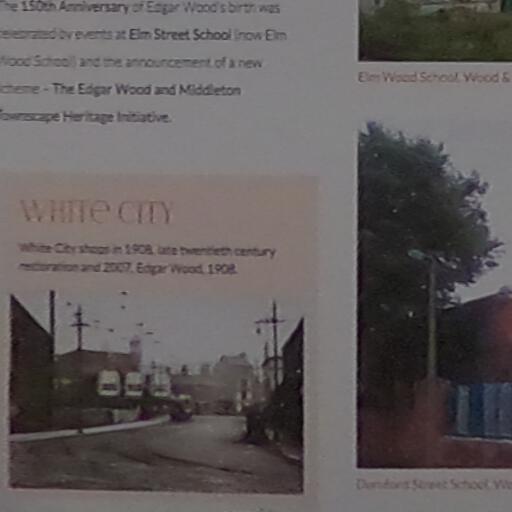 The 150th Anniversary of Edgar Wood's birth was
celebrated by events at Elm Street School (now Elm
Wood School) and the announcement of a new
scheme - The Edgar Wood and Middleton
Townscape Heritage Initiative.
WHITE CITY
White City shops in 1908, late twentieth century
restoration and 2007, Edgar Wood, 1908.
Elm Wood School, Wood &
Durnford Street School, Wo